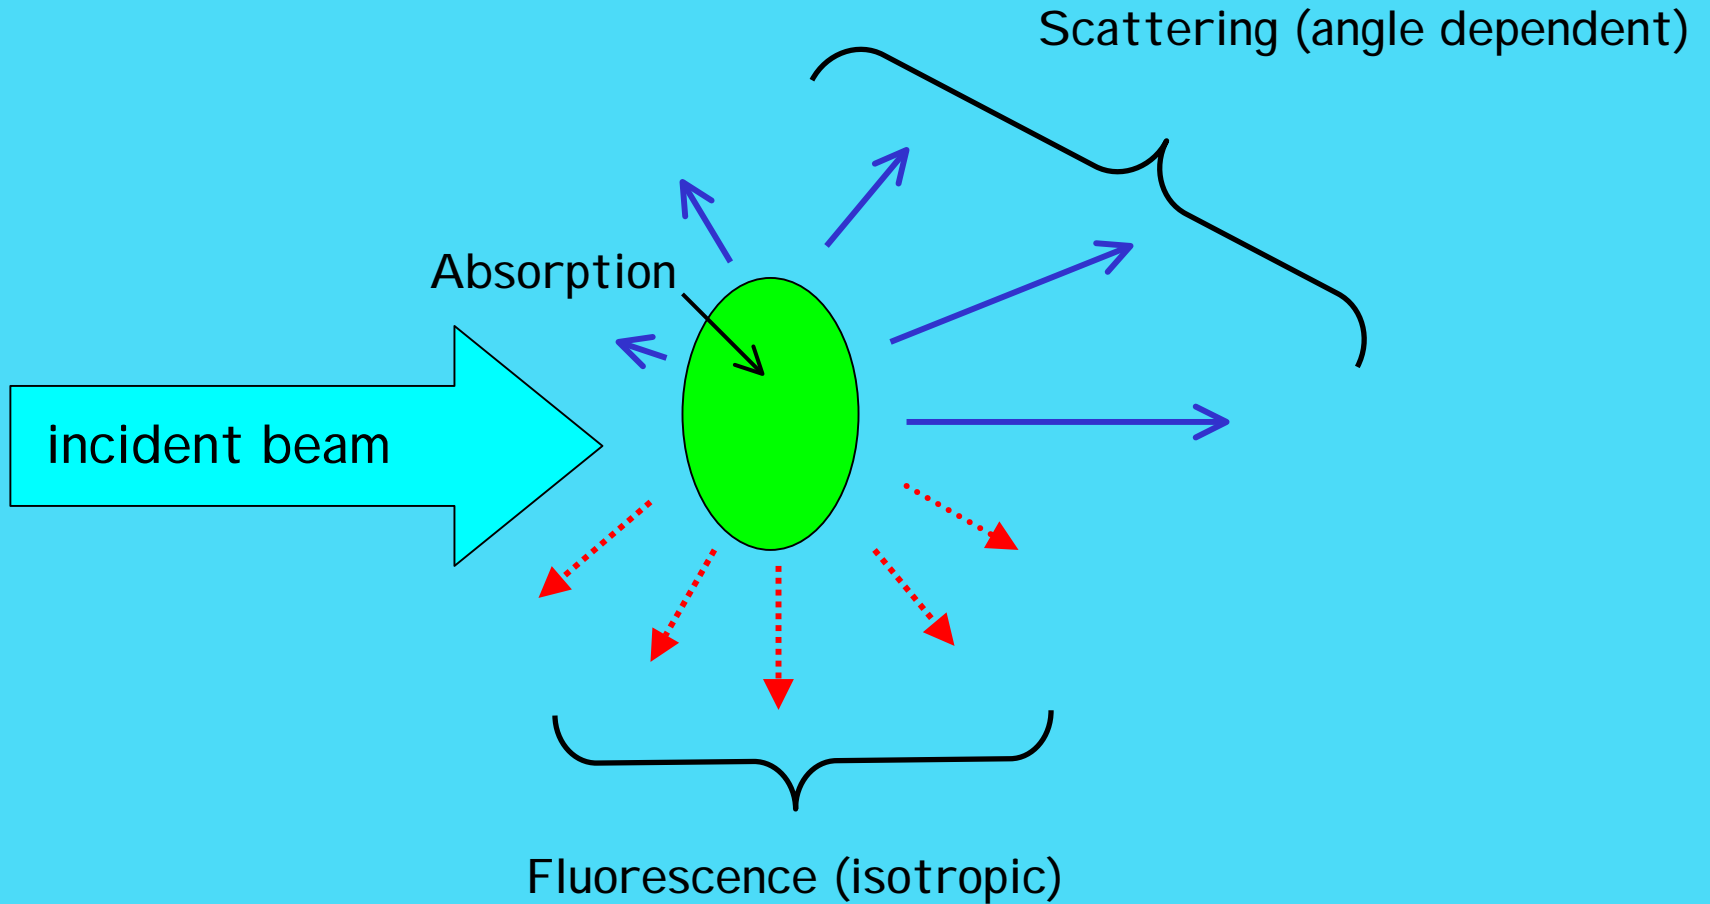 Scattering (angle dependent)
Absorption
incident beam
Fluorescence (isotropic)